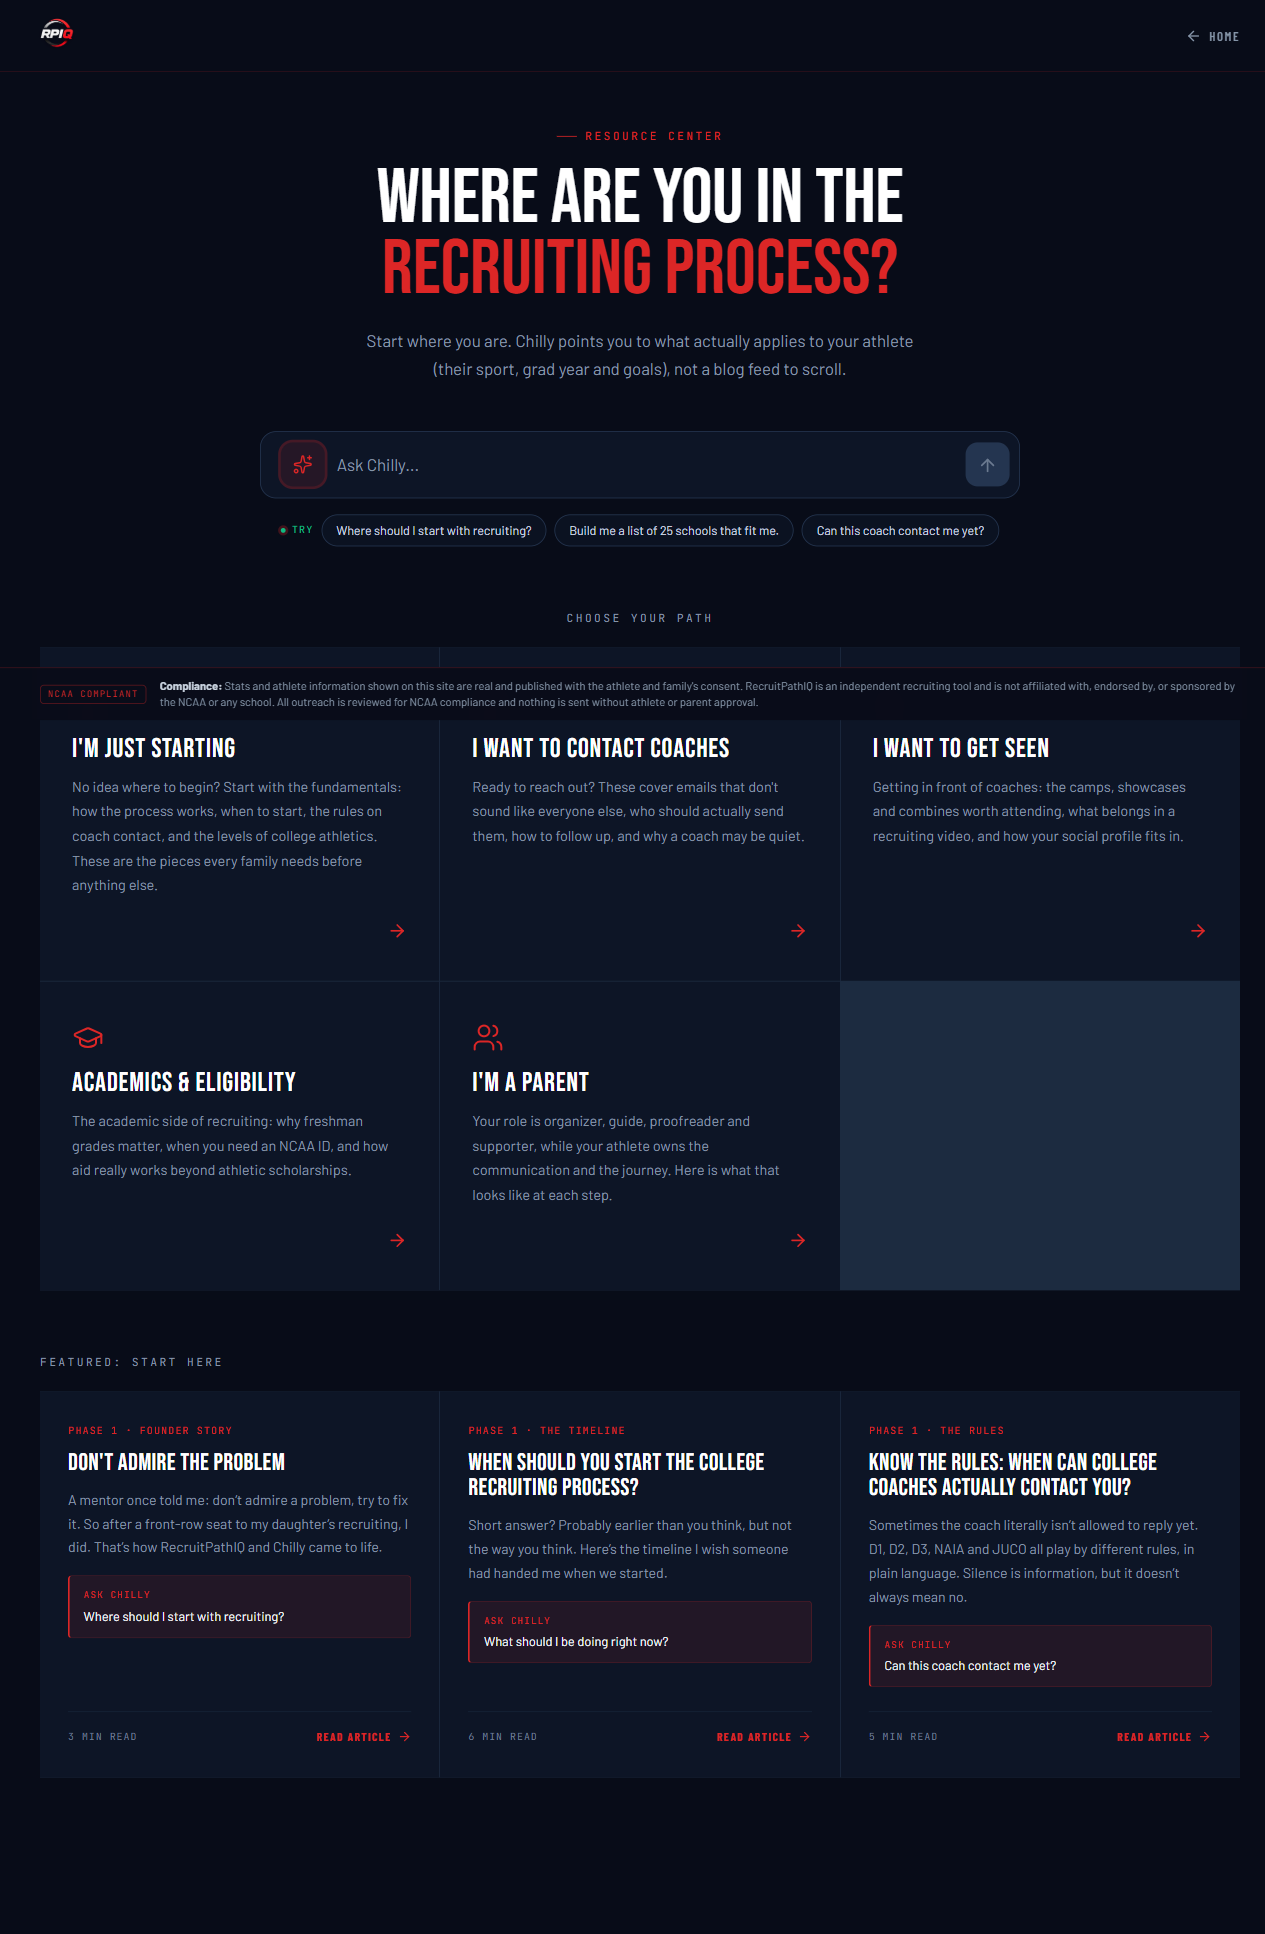 RPIQ
HOME
RESOURCE CENTER
WHERE ARE YOU IN THE
RECRUITING PROCESS?
Start where you are. Chilly points you to what actually applies to your athlete
(their sport, grad year and goals), not a blog feed to scroll.
Ask Chilly...
TRY
Where should I start with recruiting?
Build me a list of 25 schools that fit me.
Can this coach contact me yet?
CHOOSE YOUR PATH
NCAA COMPLIANT
Compliance: Stats and athlete information shown on this site are real and published with the athlete and family's consent. RecruitPathIQ is an independent recruiting tool and is not affiliated with, endorsed by, or sponsored by
the NCAA or any school. All outreach is reviewed for NCAA compliance and nothing is sent without athlete or parent approval.
I'M JUST STARTING
No idea where to begin? Start with the fundamentals:
how the process works, when to start, the rules on
coach contact, and the levels of college athletics.
These are the pieces every family needs before
anything else.
I WANT TO CONTACT COACHES
Ready to reach out? These cover emails that don't
sound like everyone else, who should actually send
them, how to follow up, and why a coach may be quiet.
I WANT TO GET SEEN
Getting in front of coaches: the camps, showcases
and combines worth attending, what belongs in a
recruiting video, and how your social profile fits in.
ACADEMICS & ELIGIBILITY
The academic side of recruiting: why freshman
grades matter, when you need an NCAA ID, and how
aid really works beyond athletic scholarships.
I'M A PARENT
Your role is organizer, guide, proofreader and
supporter, while your athlete owns the
communication and the journey. Here is what that
looks like at each step.
FEATURED: START HERE
PHASE 1 · FOUNDER STORY
DON'T ADMIRE THE PROBLEM
A mentor once told me: don't admire a problem, try to fix
it. So after a front-row seat to my daughter's recruiting, I
did. That's how RecruitPathIQ and Chilly came to life.
ASK CHILLY
Where should I start with recruiting?
3 MIN READ
READ ARTICLE
PHASE 1 · THE TIMELINE
WHEN SHOULD YOU START THE COLLEGE
RECRUITING PROCESS?
Short answer? Probably earlier than you think, but not
the way you think. Here's the timeline I wish someone
had handed me when we started.
ASK CHILLY
What should I be doing right now?
6 MIN READ
READ ARTICLE
PHASE 1 · THE RULES
KNOW THE RULES: WHEN CAN COLLEGE
COACHES ACTUALLY CONTACT YOU?
Sometimes the coach literally isn't allowed to reply yet.
D1, D2, D3, NAIA and JUCO all play by different rules, in
plain language. Silence is information, but it doesn't
always mean no.
ASK CHILLY
Can this coach contact me yet?
5 MIN READ
READ ARTICLE